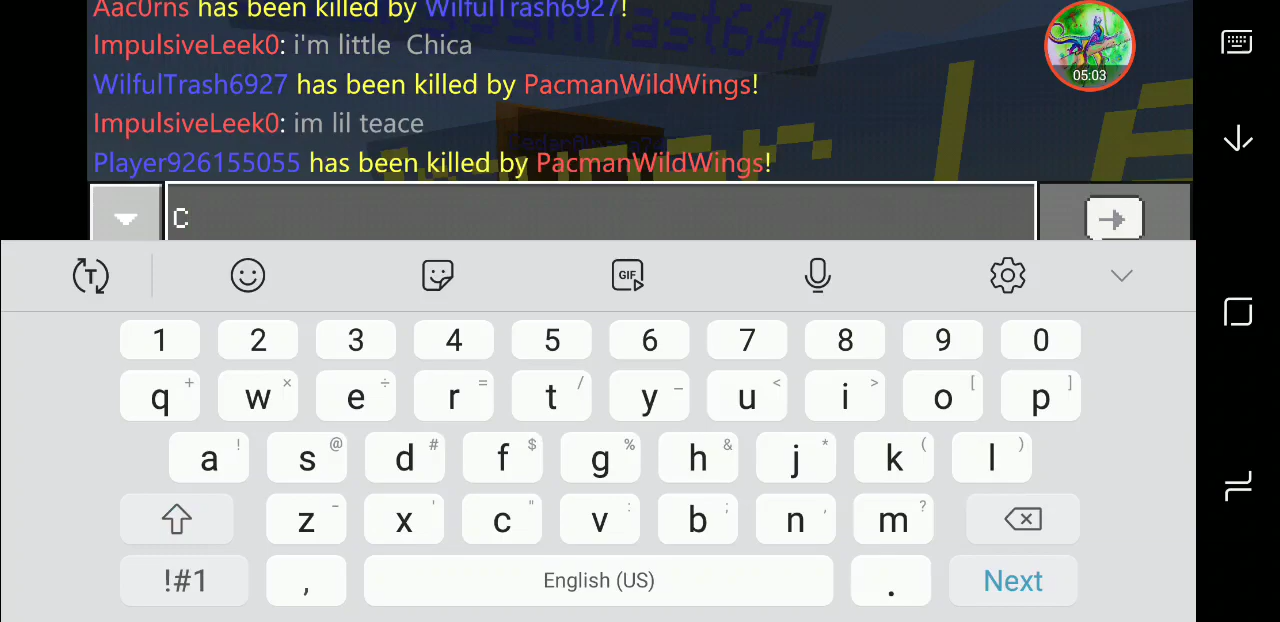 Aac0rns has been killed by WilfulTrash6927!
ImpulsiveLeek0: i'm little Chica
WilfulTrash6927 has been killed by PacmanWildWings!
ImpulsiveLeek0: im lil teace
Player926155055 has been killed by PacmanWildWings!
05:03
C
T
GIF
1 2 3 4 5 6 7 8 9 0
q + w × e ÷ r = t / y _ u < i > o [ p ]
a ! s @ d # f $ g % h & j * k ( l )
z - x ' c " v : b ; n , m ?
!#1 , English (US) . Next